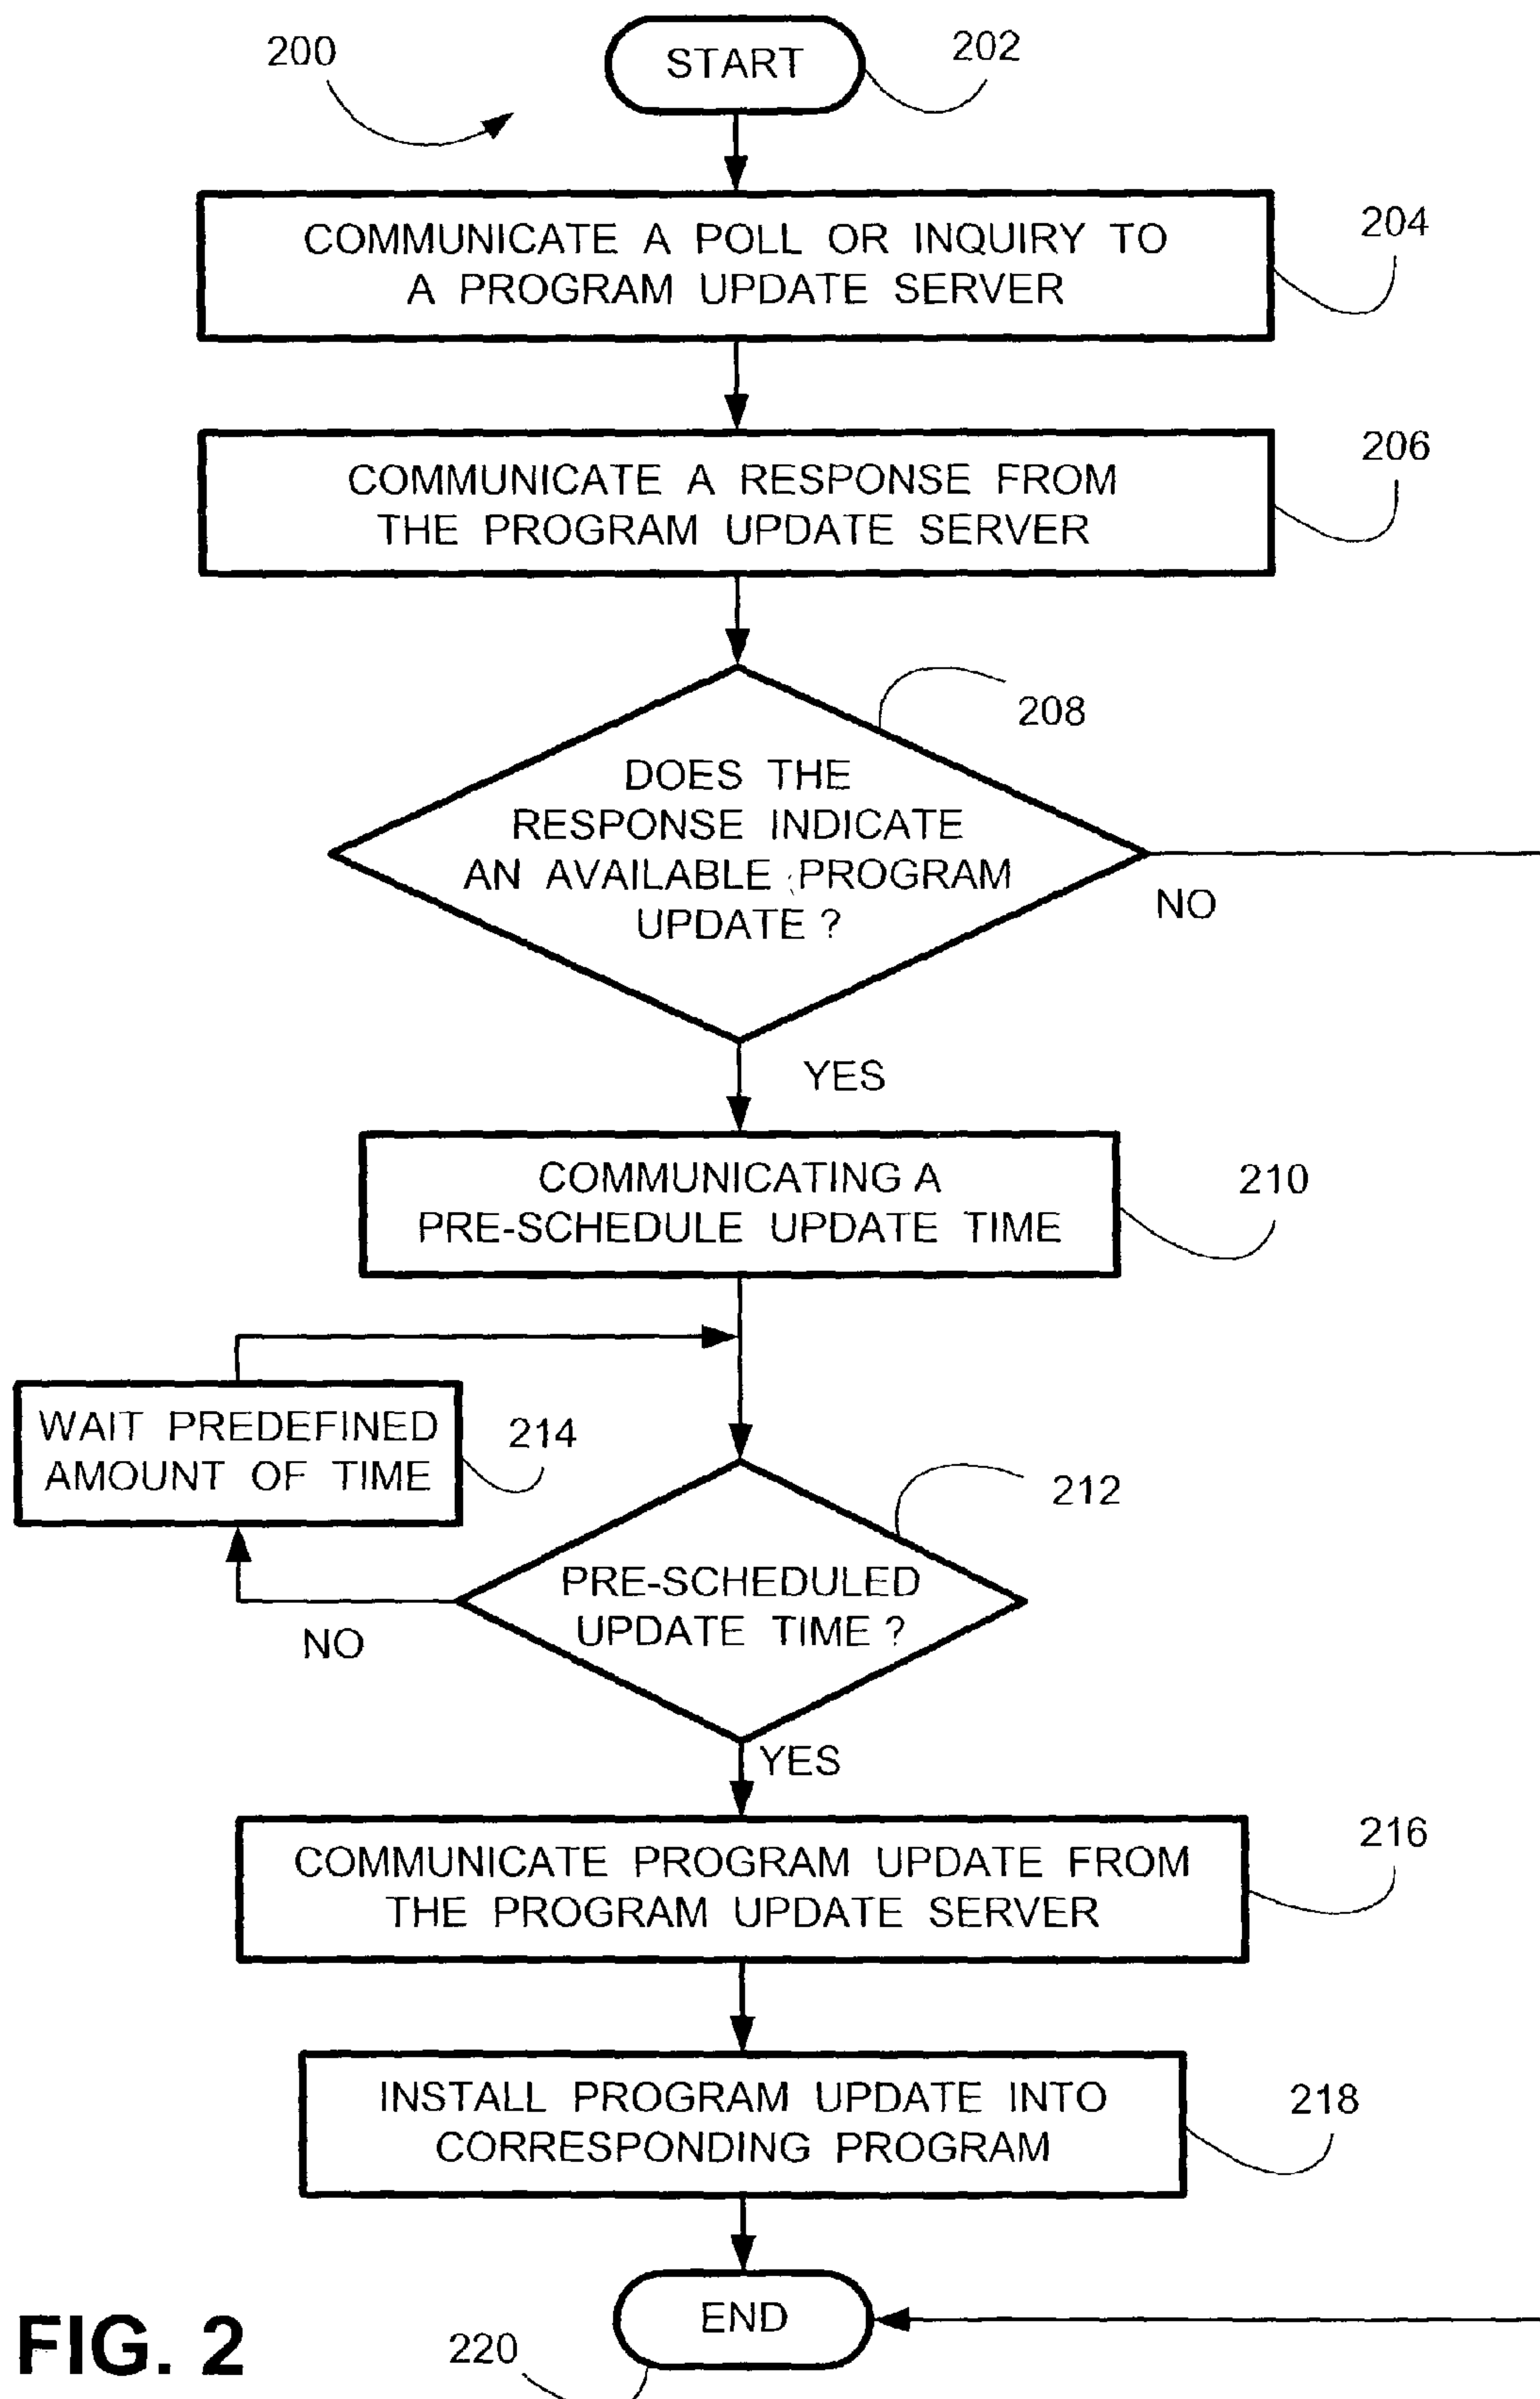 200
START
202
COMMUNICATE A POLL OR INQUIRY TO
A PROGRAM UPDATE SERVER
204
COMMUNICATE A RESPONSE FROM
THE PROGRAM UPDATE SERVER
206
208
DOES THE
RESPONSE INDICATE
AN AVAILABLE PROGRAM
UPDATE ?
NO
YES
COMMUNICATING A
PRE-SCHEDULE UPDATE TIME
210
WAIT PREDEFINED
AMOUNT OF TIME
214
212
PRE-SCHEDULED
UPDATE TIME ?
NO
YES
COMMUNICATE PROGRAM UPDATE FROM
THE PROGRAM UPDATE SERVER
216
INSTALL PROGRAM UPDATE INTO
CORRESPONDING PROGRAM
218
END
220
FIG. 2